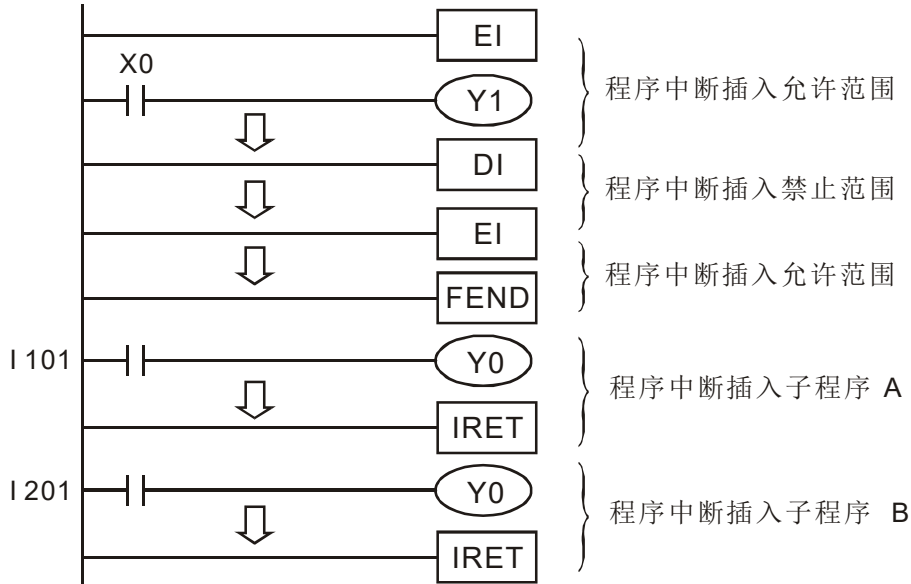 EI
X0
Y1
程序中断插入允许范围
DI
程序中断插入禁止范围
EI
程序中断插入允许范围
FEND
I 101
Y0
程序中断插入子程序 A
IRET
I 201
Y0
程序中断插入子程序 B
IRET